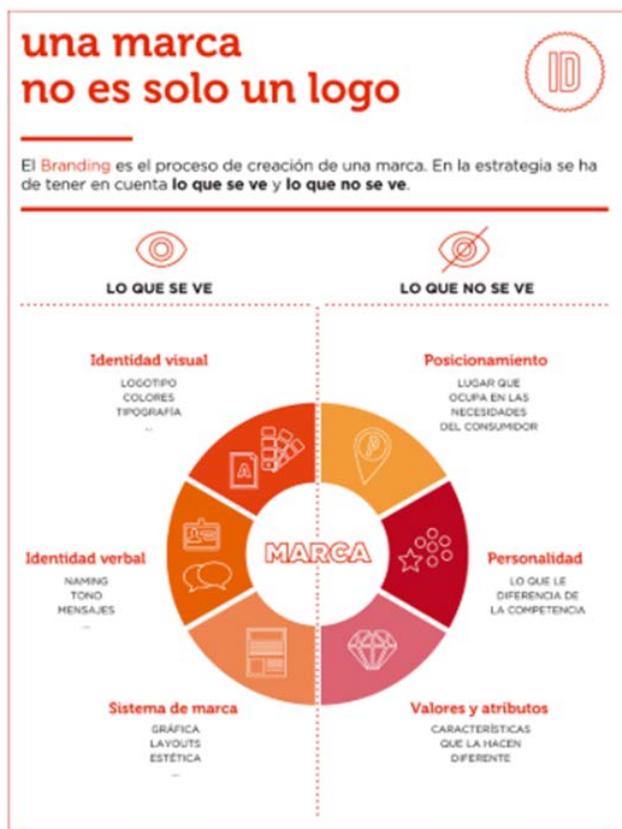 una marca
no es solo un logo
ID
El Branding es el proceso de creación de una marca. En la estrategia se ha
de tener en cuenta lo que se ve y lo que no se ve.
LO QUE SE VE
LO QUE NO SE VE
Identidad visual
LOGOTIPO
COLORES
TIPOGRAFÍA
...
Posicionamiento
LUGAR QUE
OCUPA EN LAS
NECESIDADES
DEL CONSUMIDOR
A
MARCA
Identidad verbal
NAMING
TONO
MENSAJES
...
Personalidad
LO QUE LE
DIFERENCIA DE
LA COMPETENCIA
Sistema de marca
GRÁFICA
LAYOUTS
ESTÉTICA
...
Valores y atributos
CARACTERÍSTICAS
QUE LA HACEN
DIFERENTE